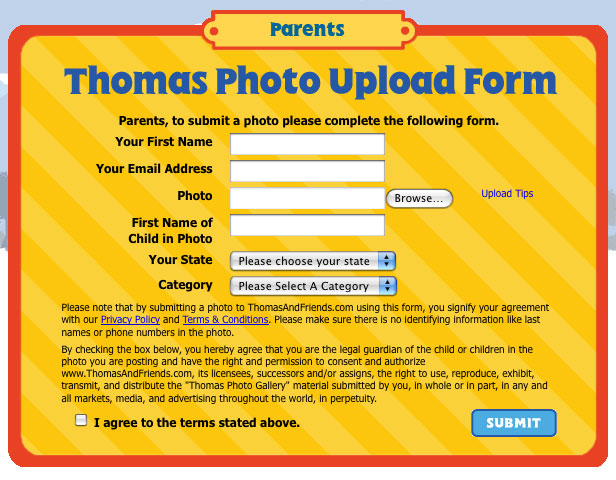 Parents
Thomas Photo Upload Form
Parents, to submit a photo please complete the following form.
Your First Name
Your Email Address
Photo Browse... Upload Tips
First Name of
Child in Photo
Your State Please choose your state
Category Please Select A Category
Please note that by submitting a photo to ThomasAndFriends.com using this form, you signify your agreement
with our Privacy Policy and Terms & Conditions. Please make sure there is no identifying information like last
names or phone numbers in the photo.
By checking the box below, you hereby agree that you are the legal guardian of the child or children in the
photo you are posting and have the right and permission to consent and authorize
www.ThomasAndFriends.com, its licensees, successors and/or assigns, the right to use, reproduce, exhibit,
transmit, and distribute the "Thomas Photo Gallery" material submitted by you, in whole or in part, in any and
all markets, media, and advertising throughout the world, in perpetuity.
I agree to the terms stated above. SUBMIT